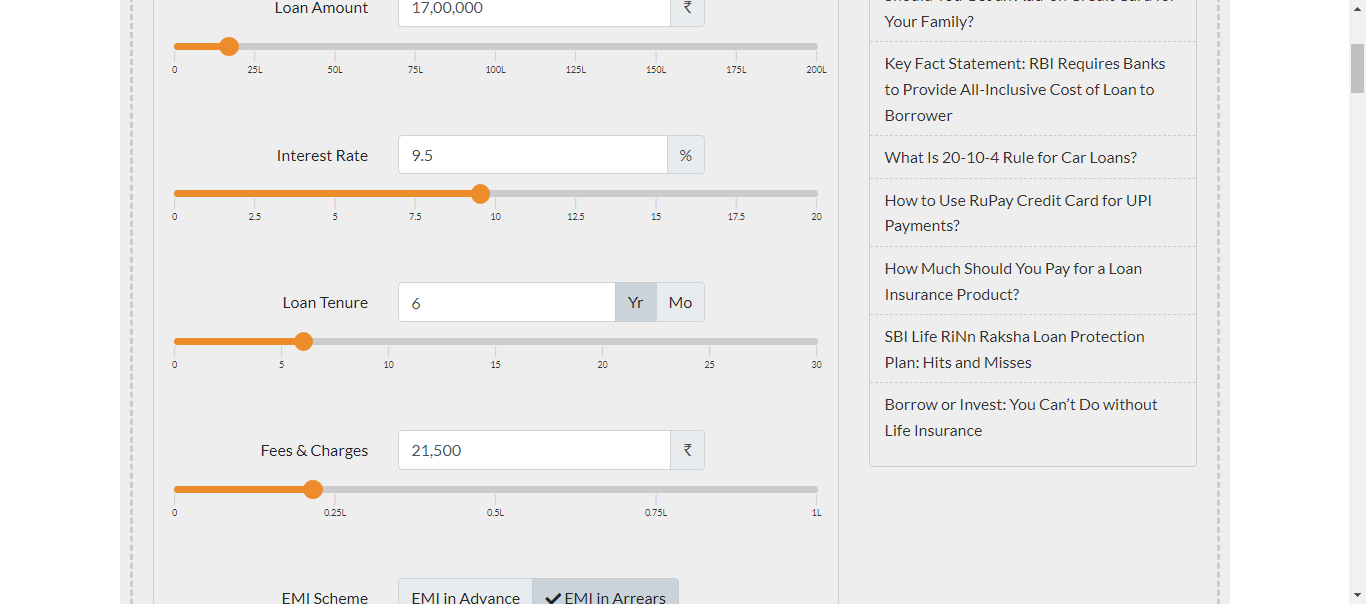 Loan Amount 17,00,000 ₹
0 25L 50L 75L 100L 125L 150L 175L 200L
Interest Rate 9.5 %
0 2.5 5 7.5 10 12.5 15 17.5 20
Loan Tenure 6 Yr Mo
0 5 10 15 20 25 30
Fees & Charges 21,500 ₹
0 0.25L 0.5L 0.75L 1L
EMI Scheme EMI in Advance EMI in Arrears
Your Family?
Key Fact Statement: RBI Requires Banks
to Provide All-Inclusive Cost of Loan to
Borrower
What Is 20-10-4 Rule for Car Loans?
How to Use RuPay Credit Card for UPI
Payments?
How Much Should You Pay for a Loan
Insurance Product?
SBI Life RiNn Raksha Loan Protection
Plan: Hits and Misses
Borrow or Invest: You Can’t Do without
Life Insurance